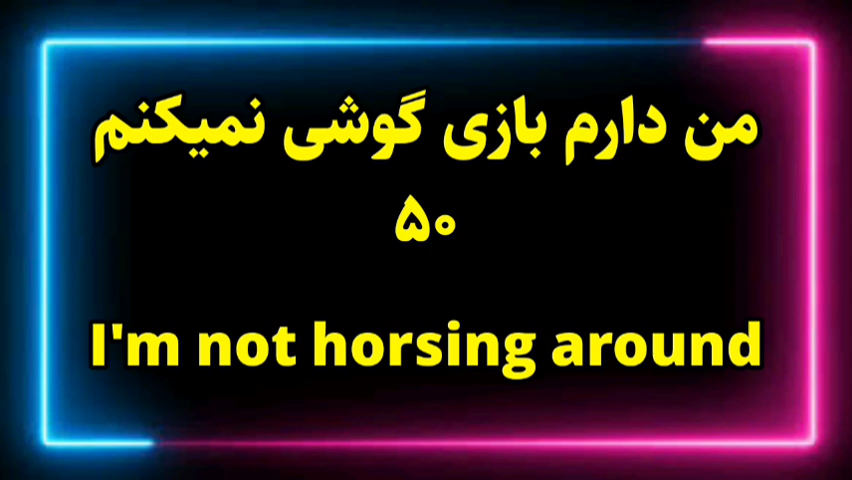 من دارم بازی گوشی نمیکنم
۵۰
I'm not horsing around